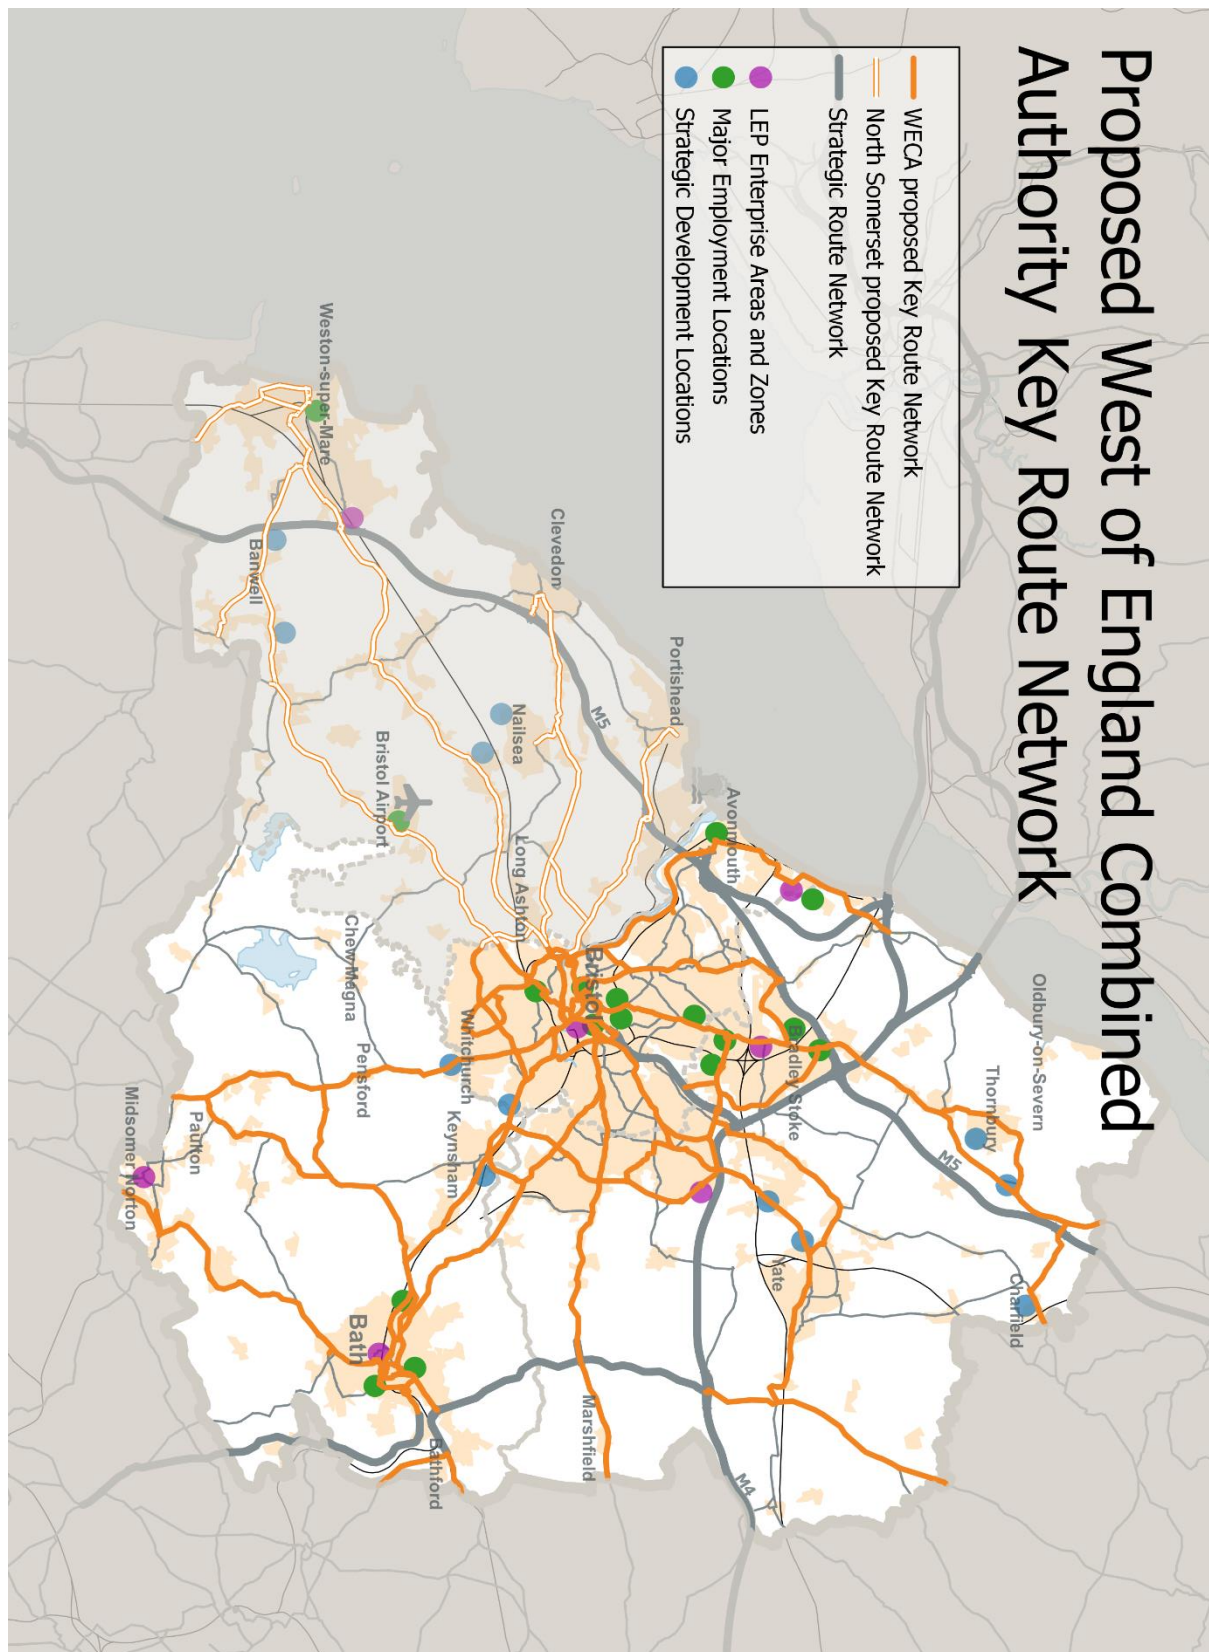 Proposed West of England Combined
Authority Key Route Network
WECA proposed Key Route Network
North Somerset proposed Key Route Network
Strategic Route Network
LEP Enterprise Areas and Zones
Major Employment Locations
Strategic Development Locations
Oldbury-on-Severn
Thornbury
M5
Charfield
Bradley Stoke
Yate
Avonmouth
M4
Portishead
M5
Clevedon
Nailsea
Bristol
Long Ashton
Marshfield
Weston-super-Mare
Bristol Airport
Whitchurch
Keynsham
Bathford
Bath
Chew Magna
Pensford
Banwell
Paulton
Midsomer Norton